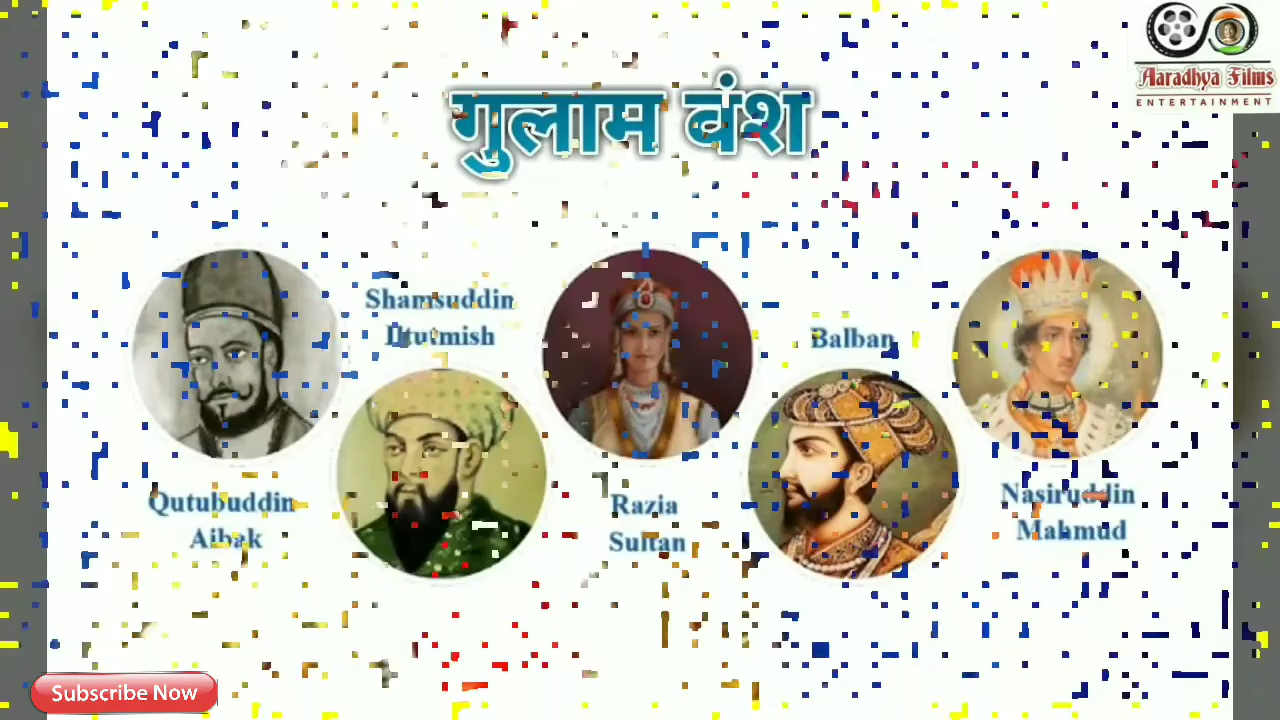 Aaradhya Films
ENTERTAINMENT
गुलाम वंश
Shamsuddin
Iltutmish
Balban
Qutubuddin
Aibak
Razia
Sultan
Nasiruddin
Mahmud
Subscribe Now